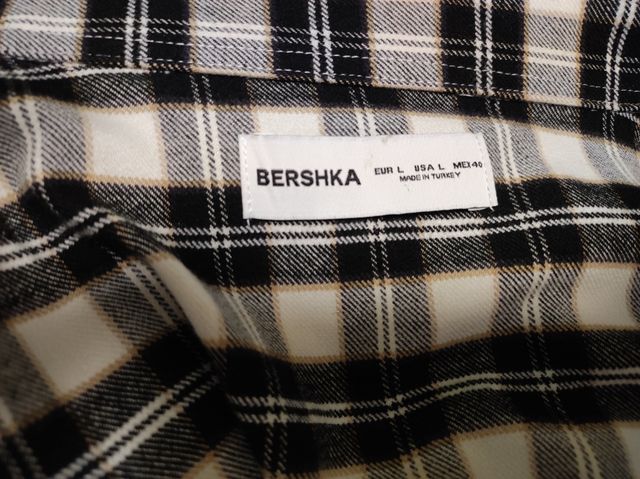 BERSHKA EUR L USA L MEX 40
MADE IN TURKEY